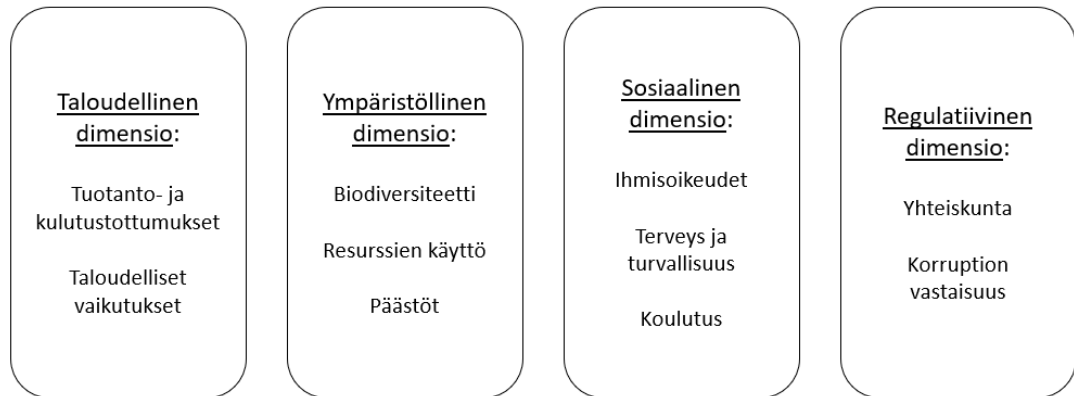 Taloudellinen
dimensio:
Tuotanto- ja
kulutustottumukset
Taloudelliset
vaikutukset
Ympäristöllinen
dimensio:
Biodiversiteetti
Resurssien käyttö
Päästöt
Sosiaalinen
dimensio:
Ihmisoikeudet
Terveys ja
turvallisuus
Koulutus
Regulatiivinen
dimensio:
Yhteiskunta
Korruption
vastaisuus